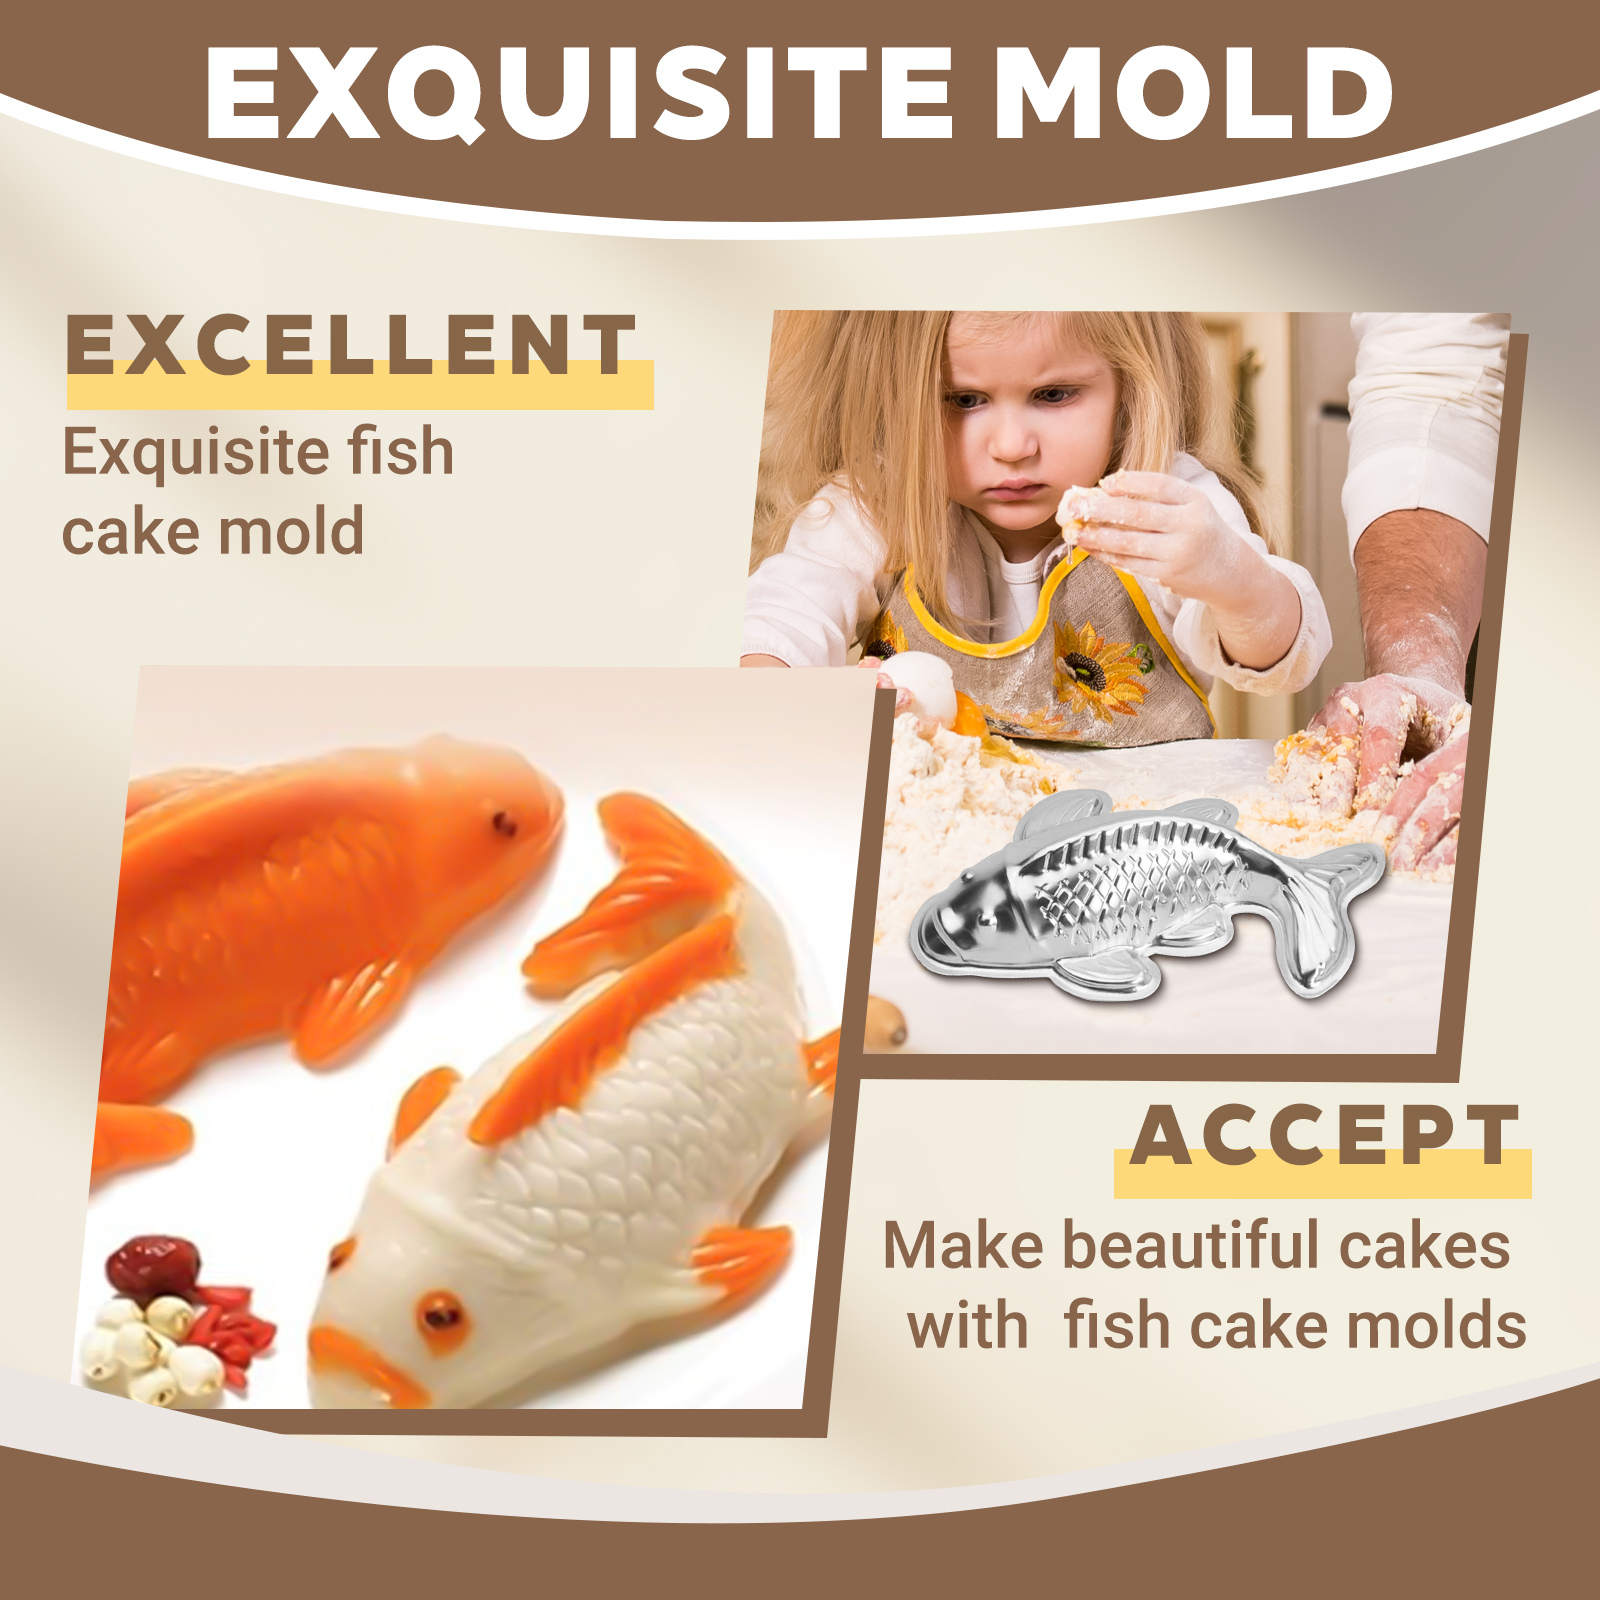 EXQUISITE MOLD
EXCELLENT
Exquisite fish
cake mold
ACCEPT
Make beautiful cakes
with fish cake molds